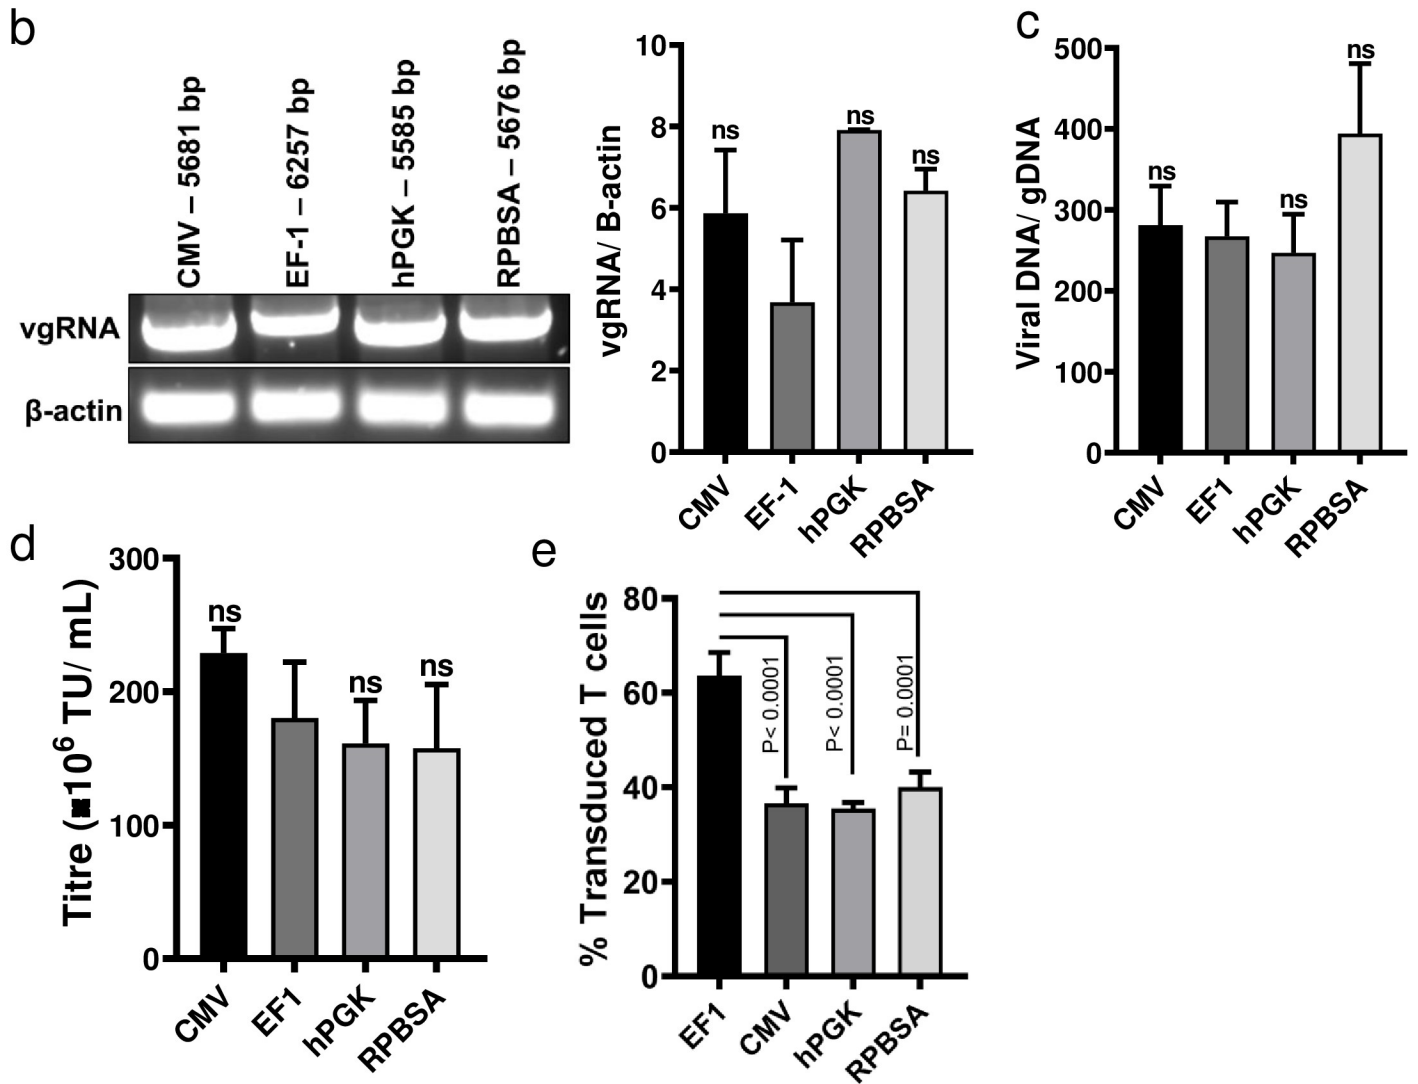 b
CMV – 5681 bp
EF-1 – 6257 bp
hPGK – 5585 bp
RPBSA – 5676 bp
vgRNA
β-actin
vgRNA/ B-actin
10
8
6
4
2
0
ns
ns
ns
CMV
EF-1
hPGK
RPBSA
c
Viral DNA/ gDNA
500
400
300
200
100
0
ns
ns
ns
CMV
EF1
hPGK
RPBSA
d
Titre (x10⁶ TU/ mL)
300
200
100
0
ns
ns
ns
CMV
EF1
hPGK
RPBSA
e
% Transduced T cells
80
60
40
20
0
P< 0.0001
P< 0.0001
P= 0.0001
EF1
CMV
hPGK
RPBSA